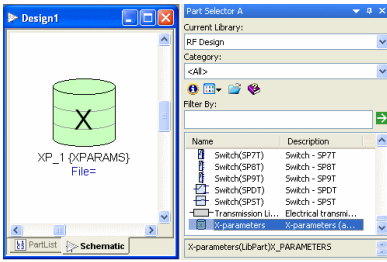 Design1
X
XP_1 {XPARAMS}
File=
PartList
Schematic
Part Selector A
Current Library:
RF Design
Category:
<All>
Filter By:
Name Description
Switch(SP7T) Switch - SP7T
Switch(SP8T) Switch - SP8T
Switch(SP9T) Switch - SP9T
Switch(SPDT) Switch - SPDT
Switch(SPST) Switch - SPST
Transmission Li... Electrical transmi...
X-parameters X-parameters (a...
X-parameters(LibPart)X_PARAMETERS